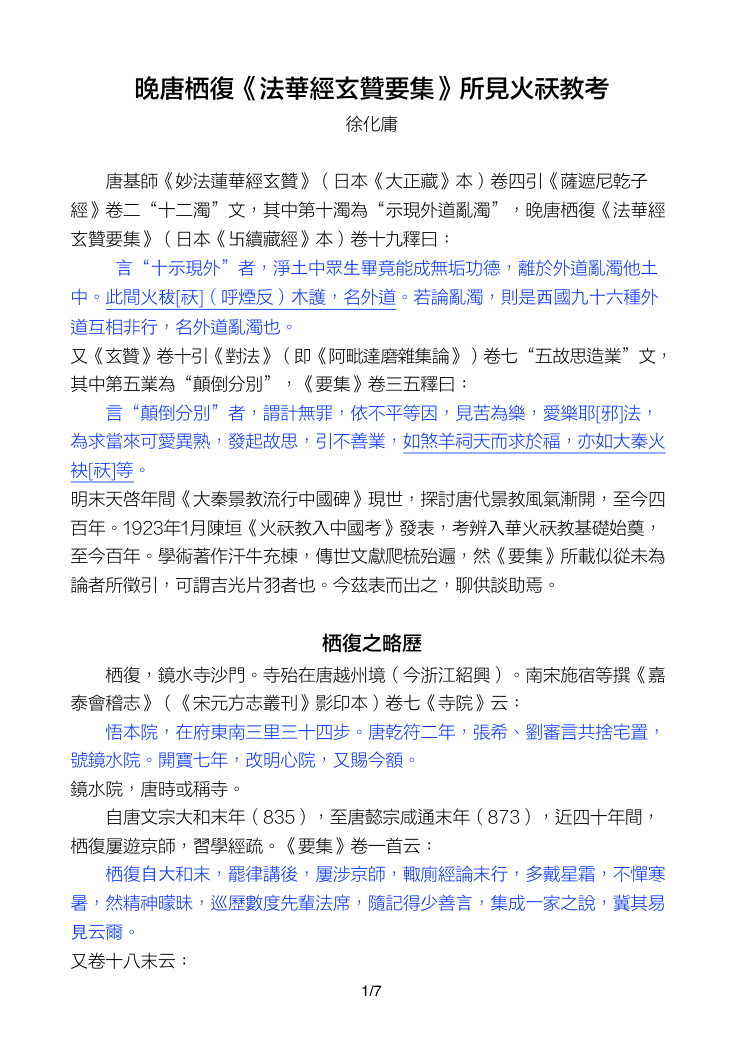 晚唐栖復《法華經玄贊要集》所見火祆教考
徐化庸
唐基師《妙法蓮華經玄贊》（日本《大正藏》本）卷四引《薩遮尼乾子
經》卷二“十二濁”文，其中第十濁為“示現外道亂濁”，晚唐栖復《法華經
玄贊要集》（日本《卐續藏經》本）卷十九釋曰：
言“十示現外”者，淨土中眾生畢竟能成無垢功德，離於外道亂濁他土
中。此間火秡[祆]（呼煙反）木護，名外道。若論亂濁，則是西國九十六種外
道互相非行，名外道亂濁也。
又《玄贊》卷十引《對法》（即《阿毗達磨雜集論》）卷七“五故思造業”文，
其中第五業為“顛倒分別”，《要集》卷三五釋曰：
言“顛倒分別”者，謂計無罪，依不平等因，見苦為樂，愛樂耶[邪]法，
為求當來可愛異熟，發起故思，引不善業，如煞羊祠天而求於福，亦如大秦火
袂[祆]等。
明末天啓年間《大秦景教流行中國碑》現世，探討唐代景教風氣漸開，至今四
百年。1923年1月陳垣《火祆教入中國考》發表，考辨入華火祆教基礎始奠，
至今百年。學術著作汗牛充棟，傳世文獻爬梳殆遍，然《要集》所載似從未為
論者所徵引，可謂吉光片羽者也。今茲表而出之，聊供談助焉。
栖復之略歷
栖復，鏡水寺沙門。寺殆在唐越州境（今浙江紹興）。南宋施宿等撰《嘉
泰會稽志》（《宋元方志叢刊》影印本）卷七《寺院》云：
悟本院，在府東南三里三十四步。唐乾符二年，張希、劉審言共捨宅置，
號鏡水院。開寶七年，改明心院，又賜今額。
鏡水院，唐時或稱寺。
自唐文宗大和末年（835），至唐懿宗咸通末年（873），近四十年間，
栖復屢遊京師，習學經疏。《要集》卷一首云：
栖復自大和末，罷律講後，屢涉京師，輙廁經論末行，多戴星霜，不憚寒
暑，然精神曚昧，巡歷數度先輩法席，隨記得少善言，集成一家之說，冀其易
見云爾。
又卷十八末云：
1/7